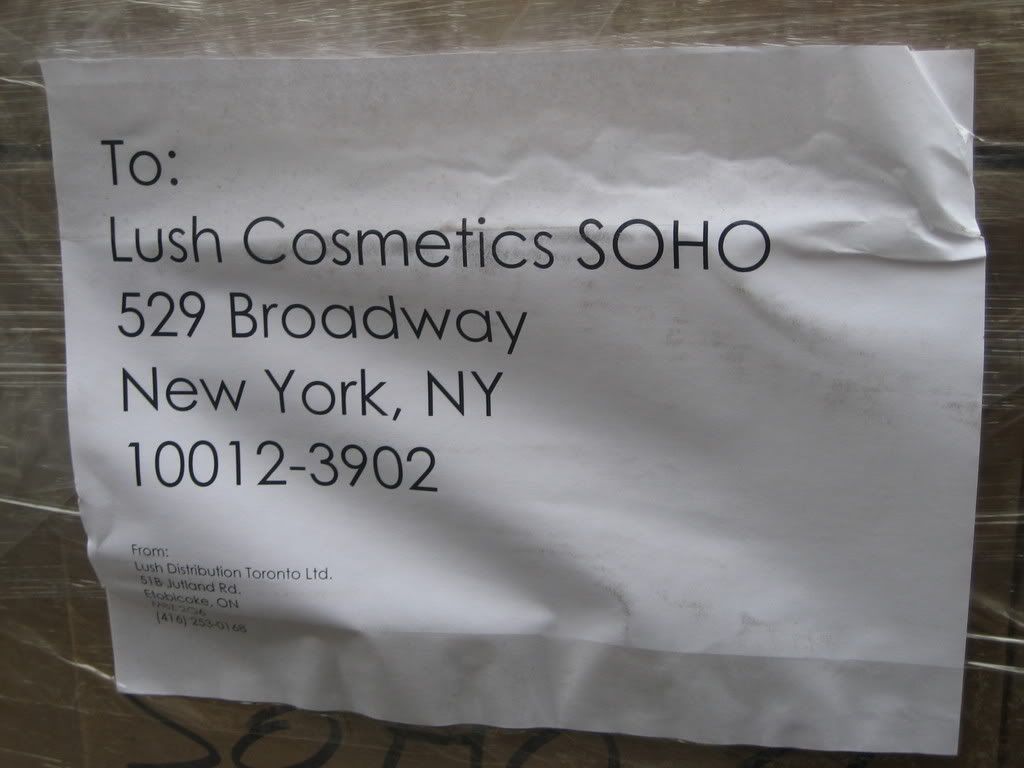 To:
Lush Cosmetics SOHO
529 Broadway
New York, NY
10012-3902
From:
Lush Distribution Toronto Ltd.
51B Jutland Rd.
Etobicoke, ON
(416) 253-0168
SOHO